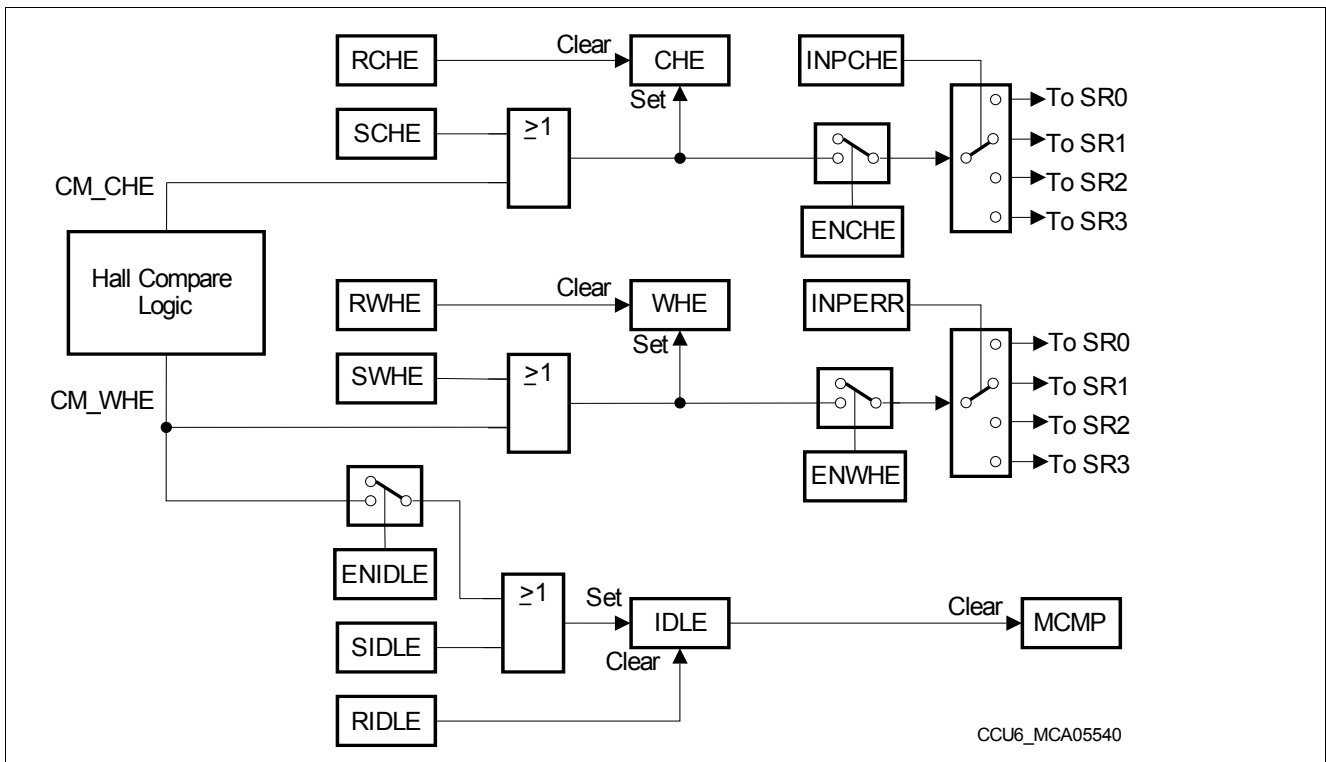 RCHE
Clear
CHE
INPCHE
Set
To SR0
SCHE
≥1
To SR1
CM_CHE
To SR2
ENCHE
To SR3
Hall Compare
Logic
RWHE
Clear
WHE
INPERR
Set
To SR0
SWHE
≥1
To SR1
CM_WHE
To SR2
ENWHE
To SR3
ENIDLE
≥1
Set
IDLE
Clear
MCMP
SIDLE
Clear
RIDLE
CCU6_MCA05540